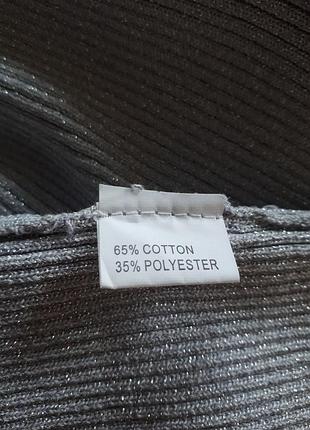 65% COTTON
35% POLYESTER